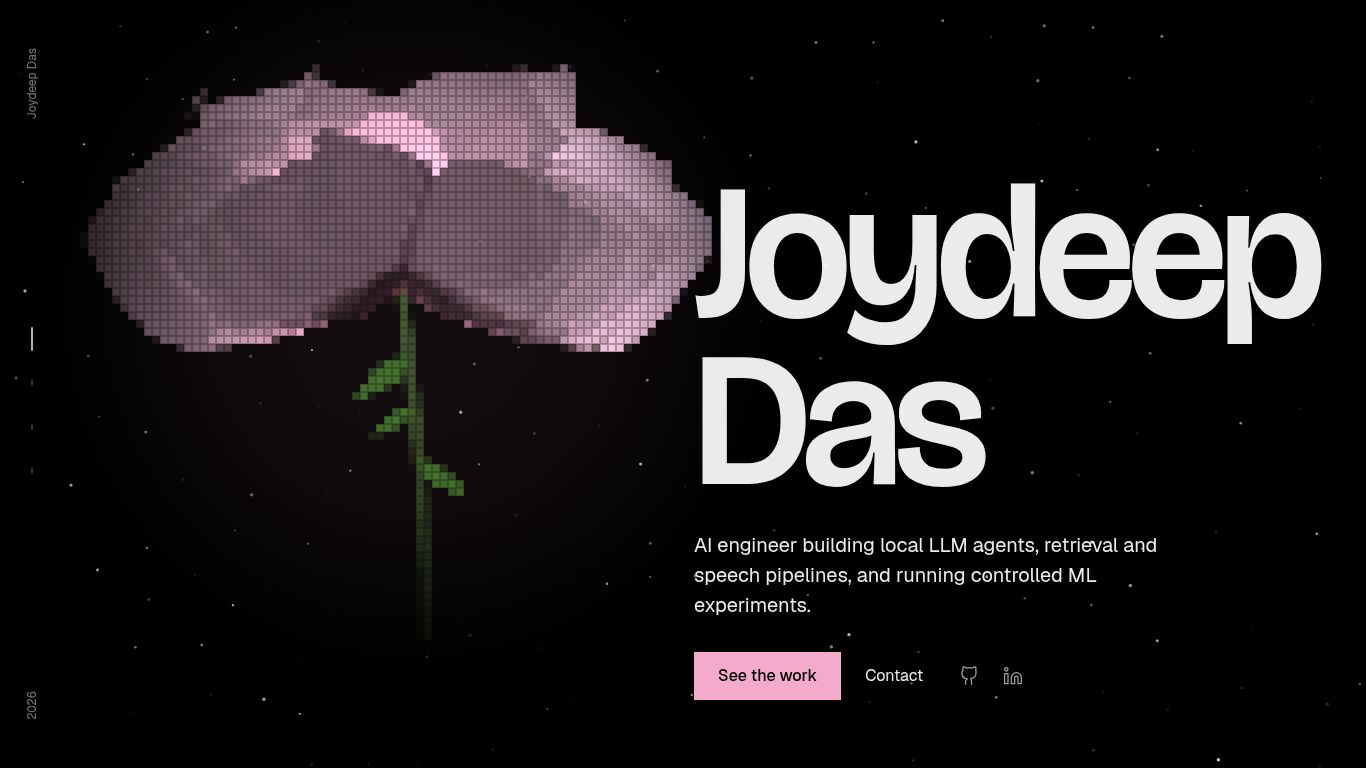 Joydeep Das
Joydeep
Das
AI engineer building local LLM agents, retrieval and
speech pipelines, and running controlled ML
experiments.
See the work
Contact
2026